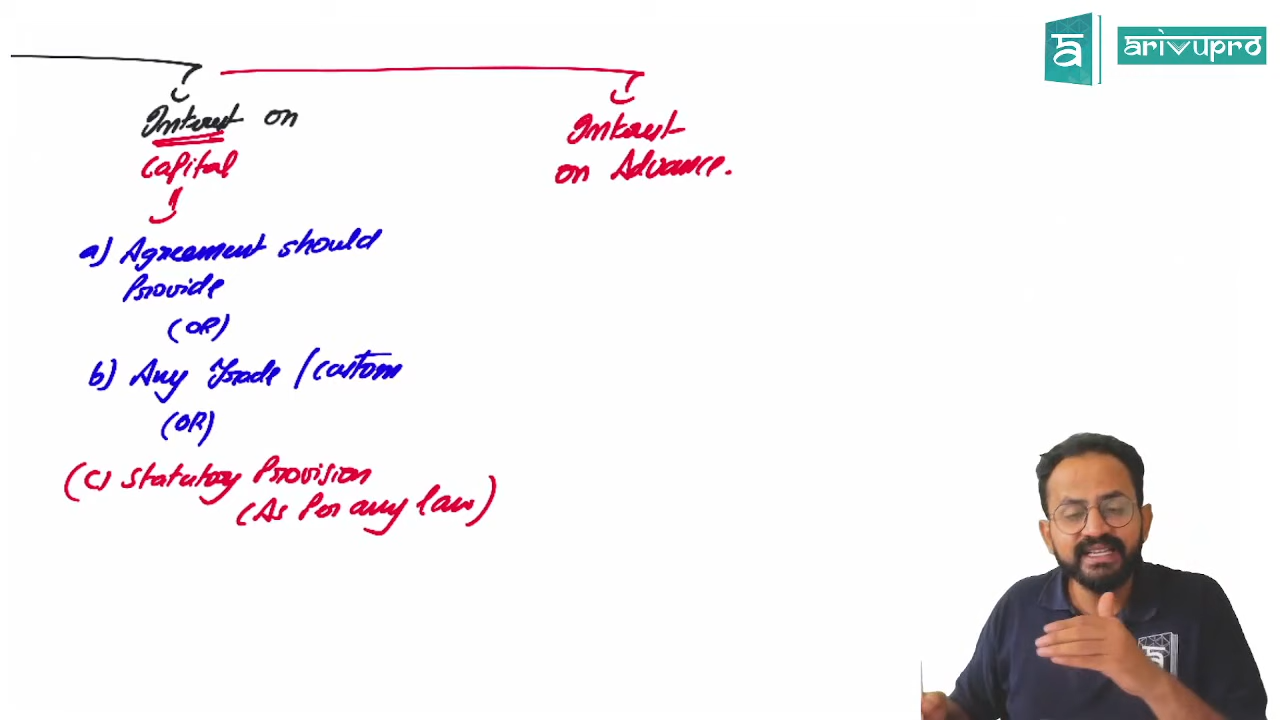 arivupro
Interest on
Capital
Interest
on Advance.
a) Agreement should
Provide
(OR)
b) Any Trade / custom
(OR)
(c) Statutory Provision
(As Per any law)